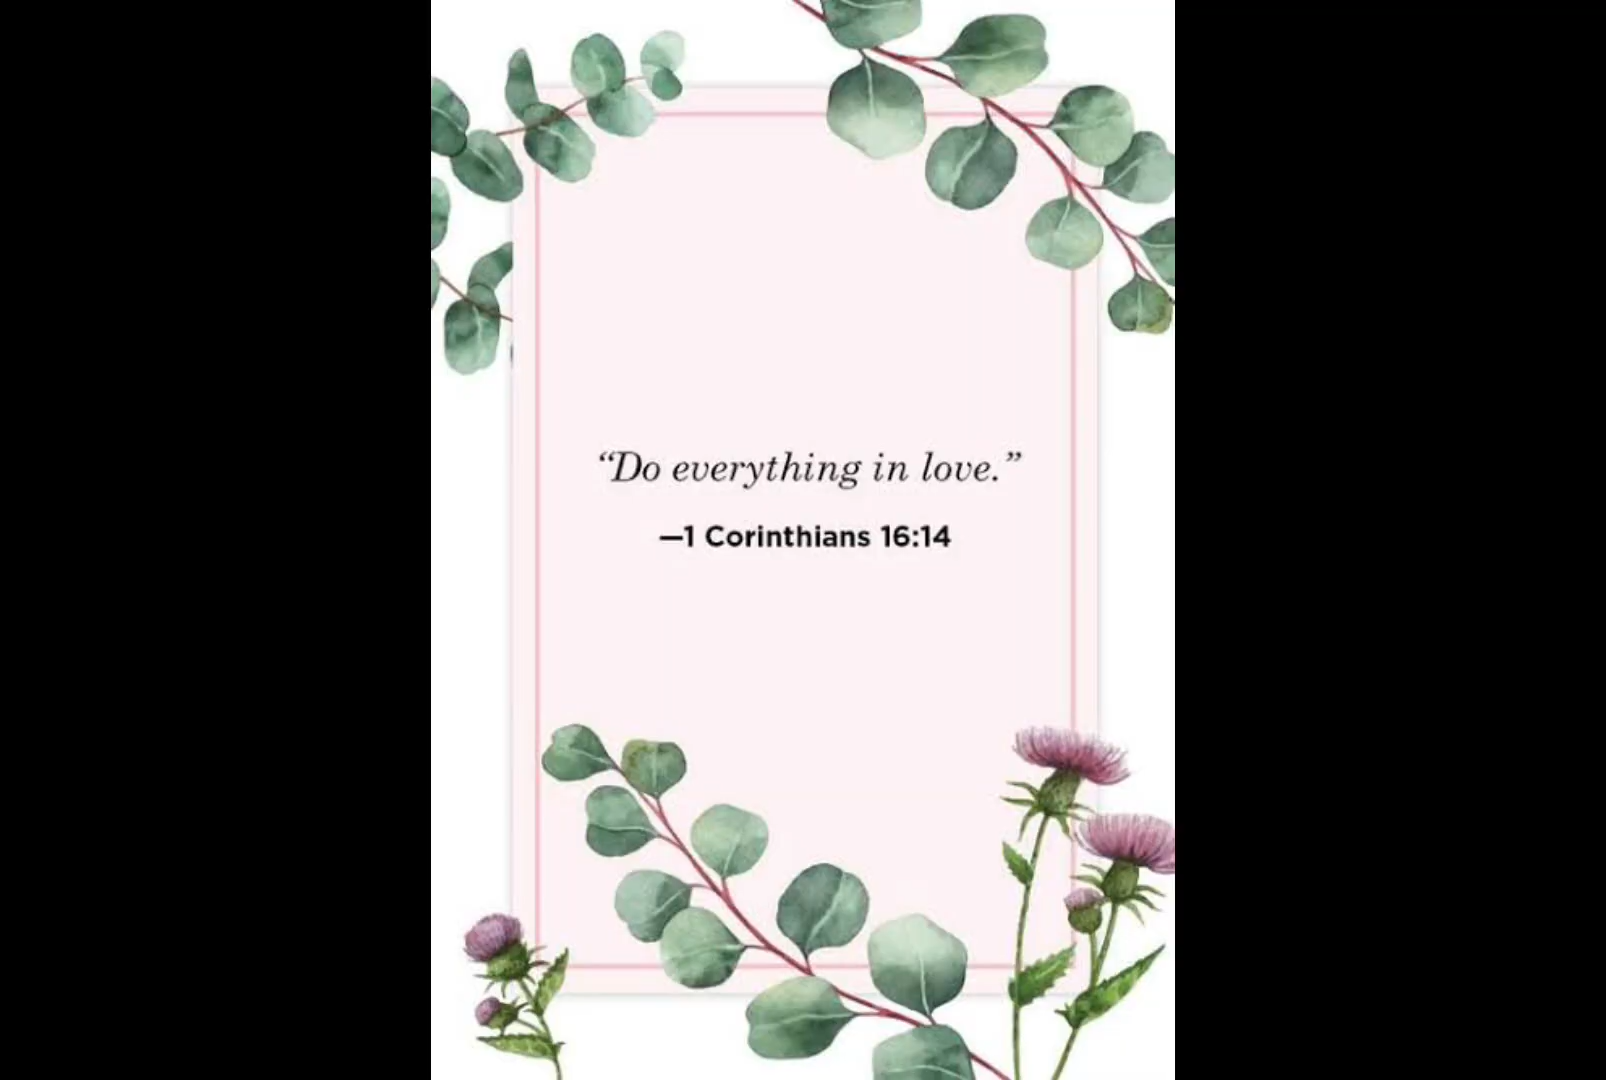 “Do everything in love.”
—1 Corinthians 16:14